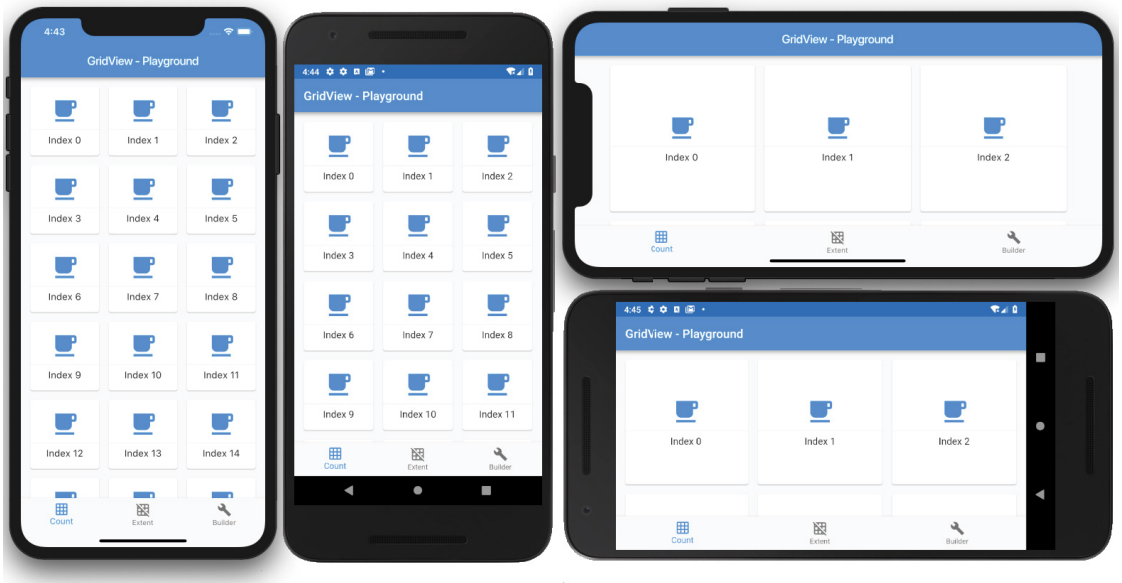 4:43
GridView - Playground
Index 0 Index 1 Index 2
Index 3 Index 4 Index 5
Index 6 Index 7 Index 8
Index 9 Index 10 Index 11
Index 12 Index 13 Index 14
Count Extent Builder
4:44
GridView - Playground
Index 0 Index 1 Index 2
Index 3 Index 4 Index 5
Index 6 Index 7 Index 8
Index 9 Index 10 Index 11
Count Extent Builder
GridView - Playground
Index 0 Index 1 Index 2
Count Extent Builder
4:45
GridView - Playground
Index 0 Index 1 Index 2
Count Extent Builder